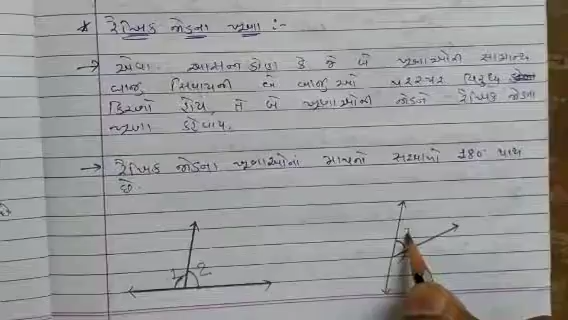 * રૈખિક જોડના ખૂણા :-
→ એવા આસન્નકોણ કે જે બે ખૂણાઓની સામાન્ય
બાજુ સિવાયની બે બાજુઓ પરસ્પર વિરુધ્ધ
કિરણો હોય તે બે ખૂણાઓની જોડને રૈખિક જોડના
ખૂણા કહેવાય.
→ રૈખિક જોડના ખૂણાઓનાં માપનો સરવાળો 180° થાય
છે.
1 2